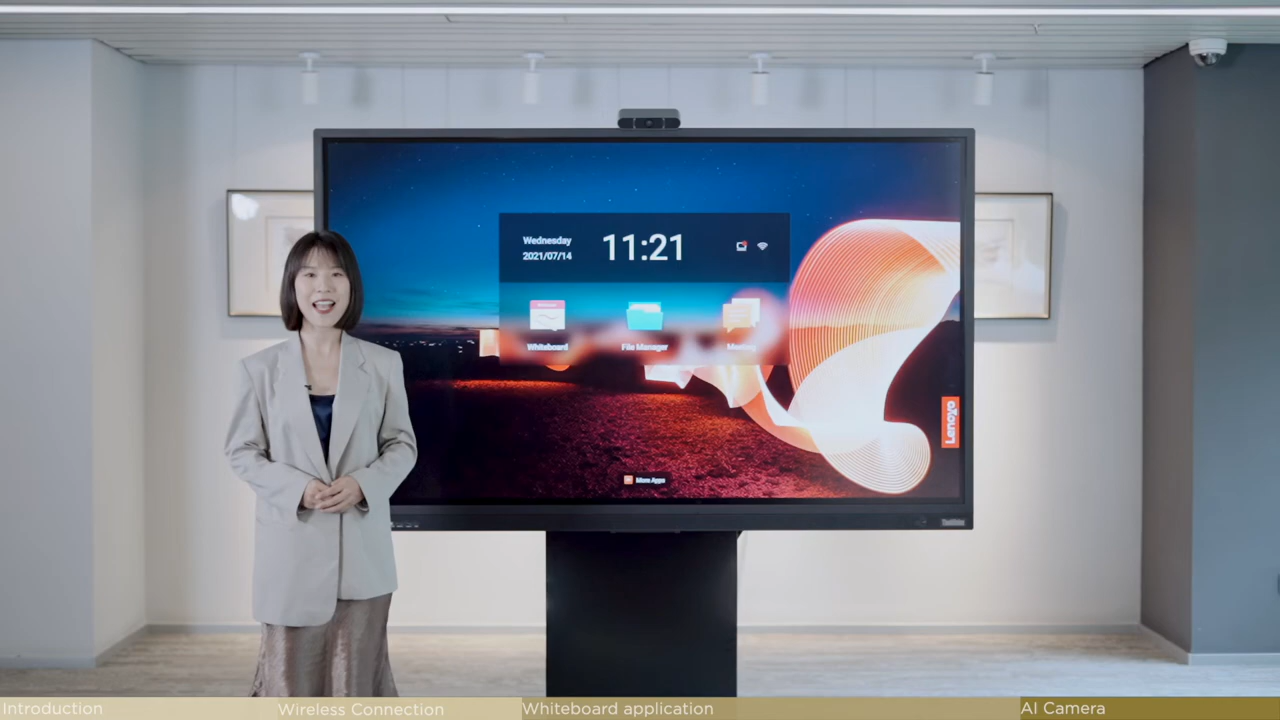 Wednesday
2021/07/14
11:21
Whiteboard
File Manager
More Apps
Lenovo
Introduction
Wireless Connection
Whiteboard application
AI Camera